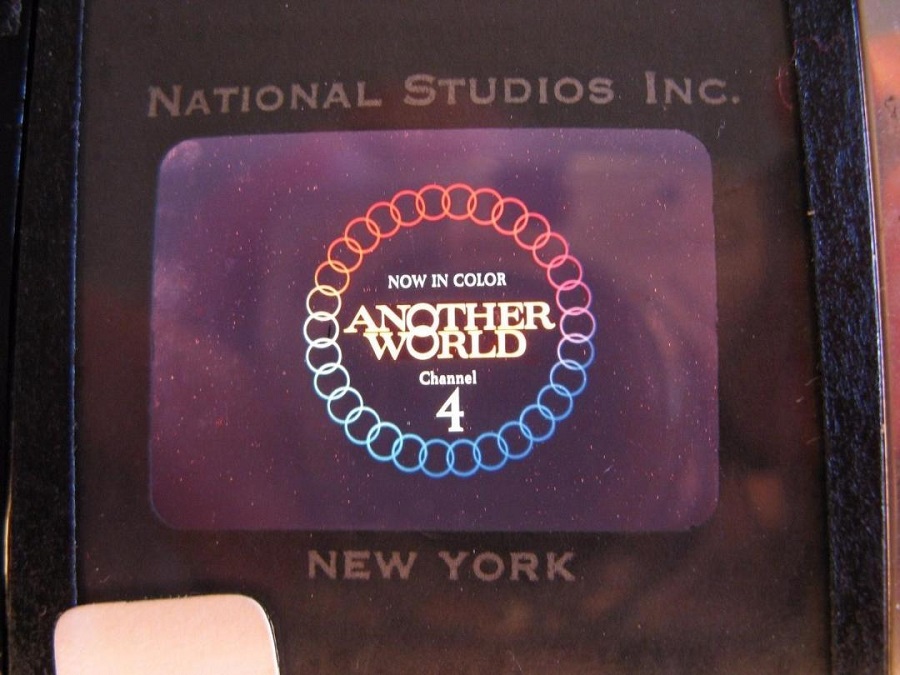 NATIONAL STUDIOS INC.
NOW IN COLOR
ANOTHER
WORLD
Channel
4
NEW YORK